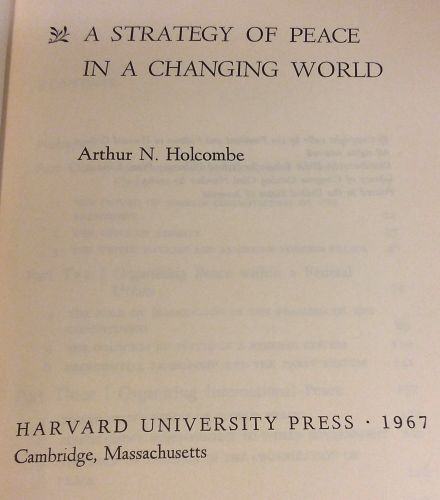 A STRATEGY OF PEACE
IN A CHANGING WORLD
Arthur N. Holcombe
HARVARD UNIVERSITY PRESS · 1967
Cambridge, Massachusetts